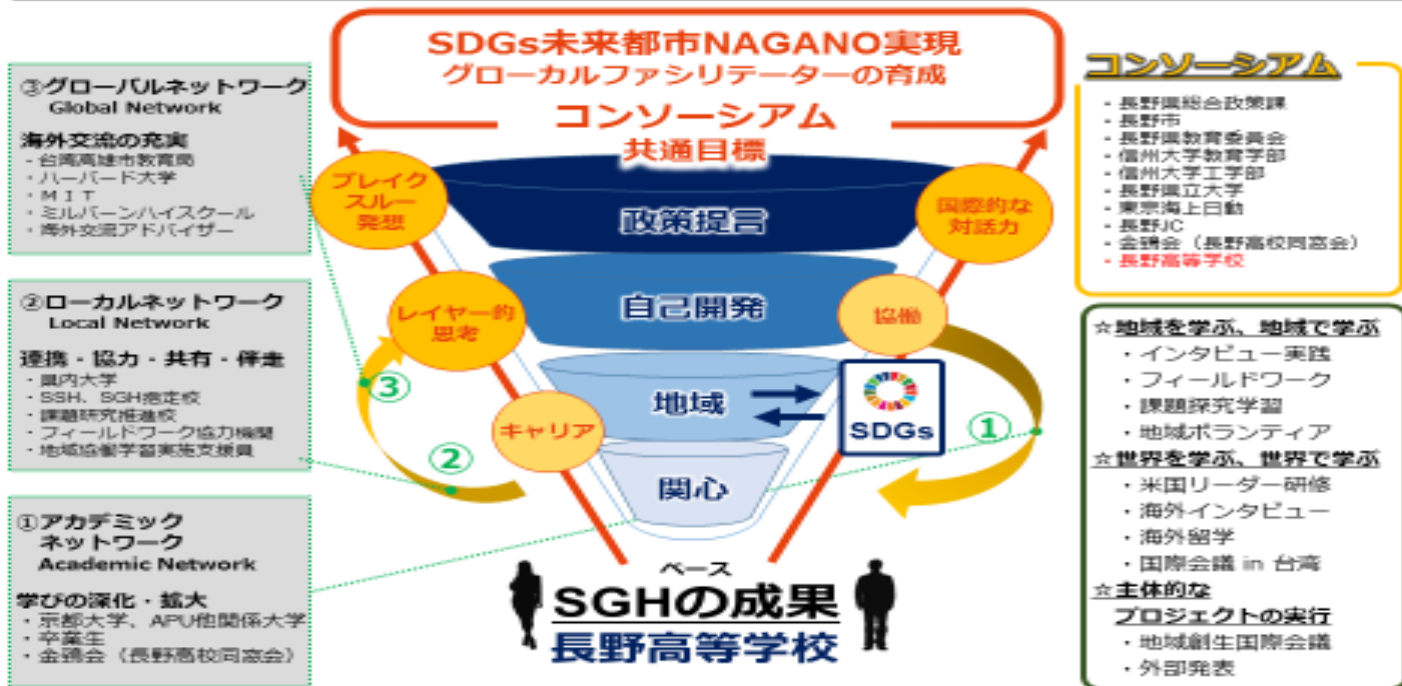 SDGs未来都市NAGANO実現
グローカルファシリテーターの育成
コンソーシアム
共通目標
③グローバルネットワーク
Global Network
海外交流の充実
・台湾高雄市教育局
・ハーバード大学
・MIT
・ミルバーンハイスクール
・海外交流アドバイザー
②ローカルネットワーク
Local Network
連携・協力・共有・伴走
・県内大学
・SSH、SGH指定校
・課題研究推進校
・フィールドワーク協力機関
・地域協働学習実施支援員
①アカデミック
ネットワーク
Academic Network
学びの深化・拡大
・京都大学、APU他関係大学
・卒業生
・金鵄会（長野高校同窓会）
ブレイク
スルー
発想
レイヤー的
思考
キャリア
国際的な
対話力
協働
政策提言
自己開発
地域
関心
SDGs
①
②
③
ベース
SGHの成果
長野高等学校
コンソーシアム
・長野県総合政策課
・長野市
・長野県教育委員会
・信州大学教育学部
・信州大学工学部
・長野県立大学
・東京海上日動
・長野JC
・金鵄会（長野高校同窓会）
・長野高等学校
☆地域を学ぶ、地域で学ぶ
・インタビュー実践
・フィールドワーク
・課題探究学習
・地域ボランティア
☆世界を学ぶ、世界で学ぶ
・米国リーダー研修
・海外インタビュー
・海外留学
・国際会議 in 台湾
☆主体的な
プロジェクトの実行
・地域創生国際会議
・外部発表